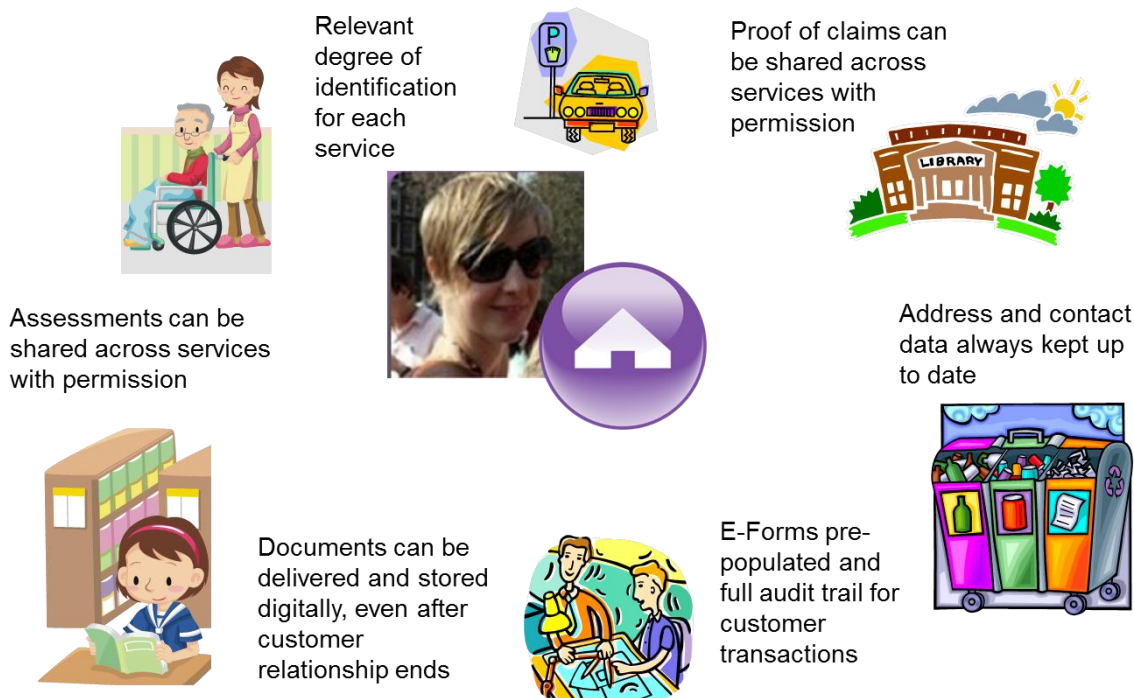 Relevant
degree of
identification
for each
service
P
Proof of claims can
be shared across
services with
permission
LIBRARY
Assessments can be
shared across services
with permission
Address and contact
data always kept up
to date
Documents can be
delivered and stored
digitally, even after
customer
relationship ends
E-Forms pre-
populated and
full audit trail for
customer
transactions